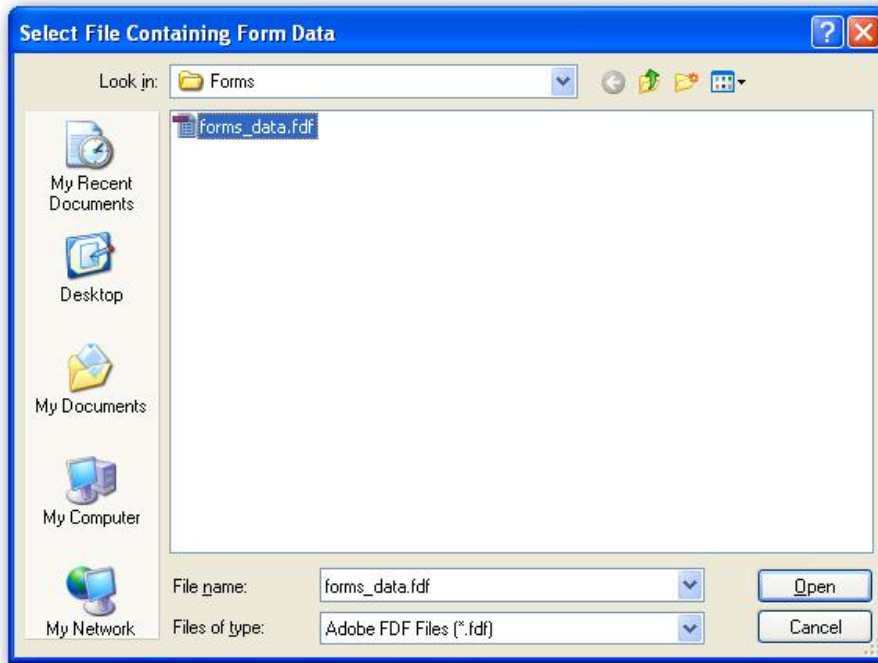 Select File Containing Form Data
Look in:
Forms
forms_data.fdf
My Recent
Documents
Desktop
My Documents
My Computer
My Network
File name:
forms_data.fdf
Open
Files of type:
Adobe FDF Files (*.fdf)
Cancel